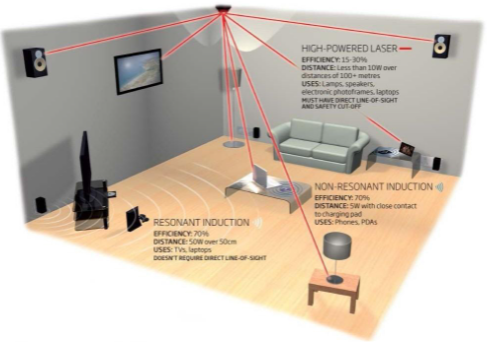 HIGH-POWERED LASER
EFFICIENCY: 15-30%
DISTANCE: Less than 10W over
distances of 100+ metres
USES: Lamps, speakers,
electronic photoframes, laptops
MUST HAVE DIRECT LINE-OF-SIGHT
AND SAFETY CUT-OFF
NON-RESONANT INDUCTION
EFFICIENCY: 70%
DISTANCE: 5W with close contact
to charging pad
USES: Phones, PDAs
RESONANT INDUCTION
EFFICIENCY: 70%
DISTANCE: 50W over 50cm
USES: TVs, laptops
DOESN'T REQUIRE DIRECT LINE-OF-SIGHT